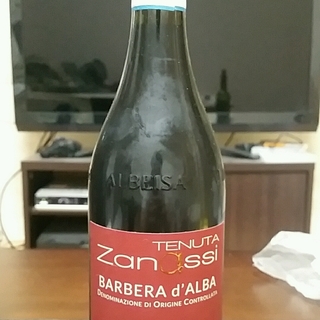 ALBEISA
TENUTA
Zanassi
BARBERA d'ALBA
DENOMINAZIONE DI ORIGINE CONTROLLATA